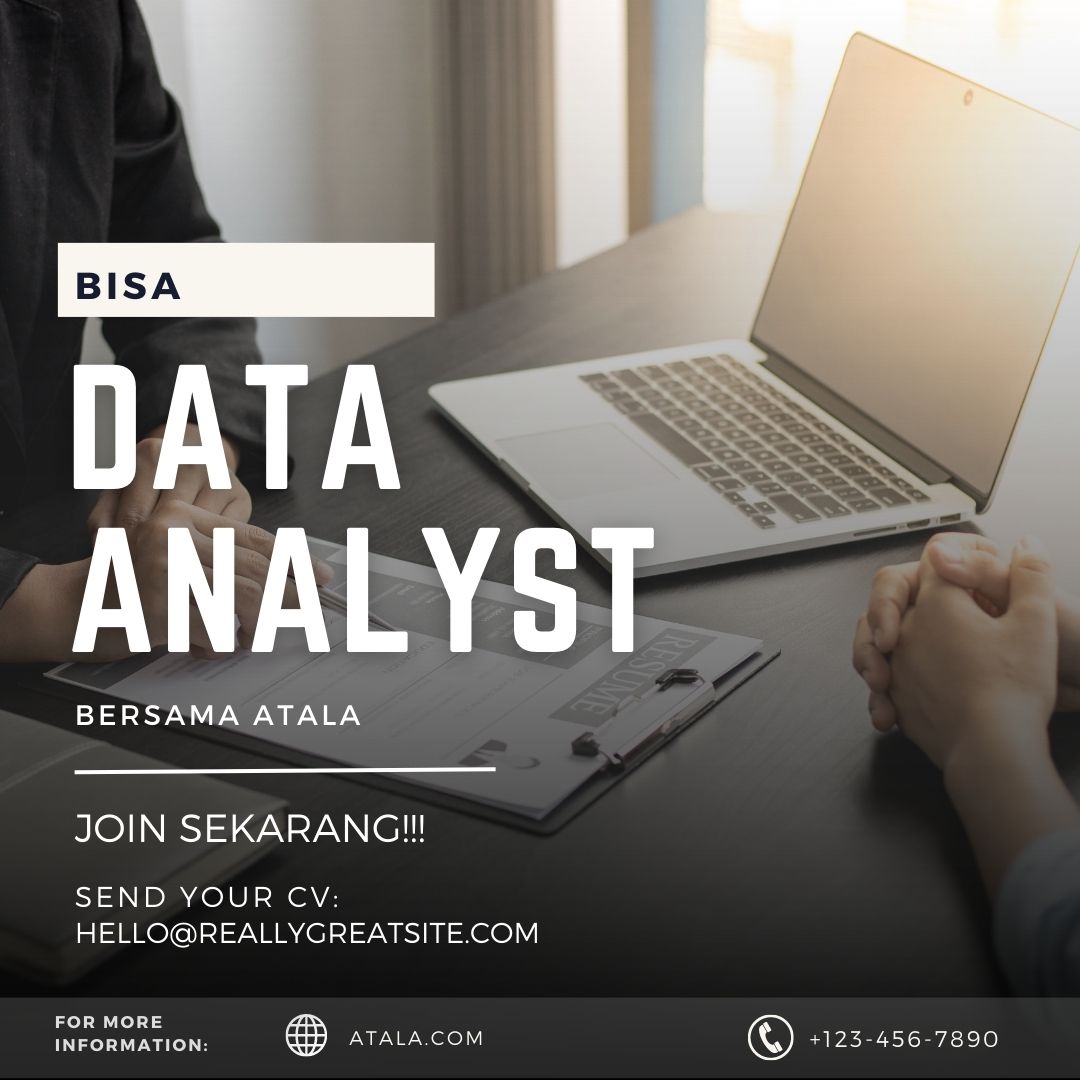 BISA
DATA
ANALYST
RESUME
BERSAMA ATALA
JOIN SEKARANG!!!
SEND YOUR CV:
HELLO@REALLYGREATSITE.COM
FOR MORE
INFORMATION:
ATALA.COM
+123-456-7890